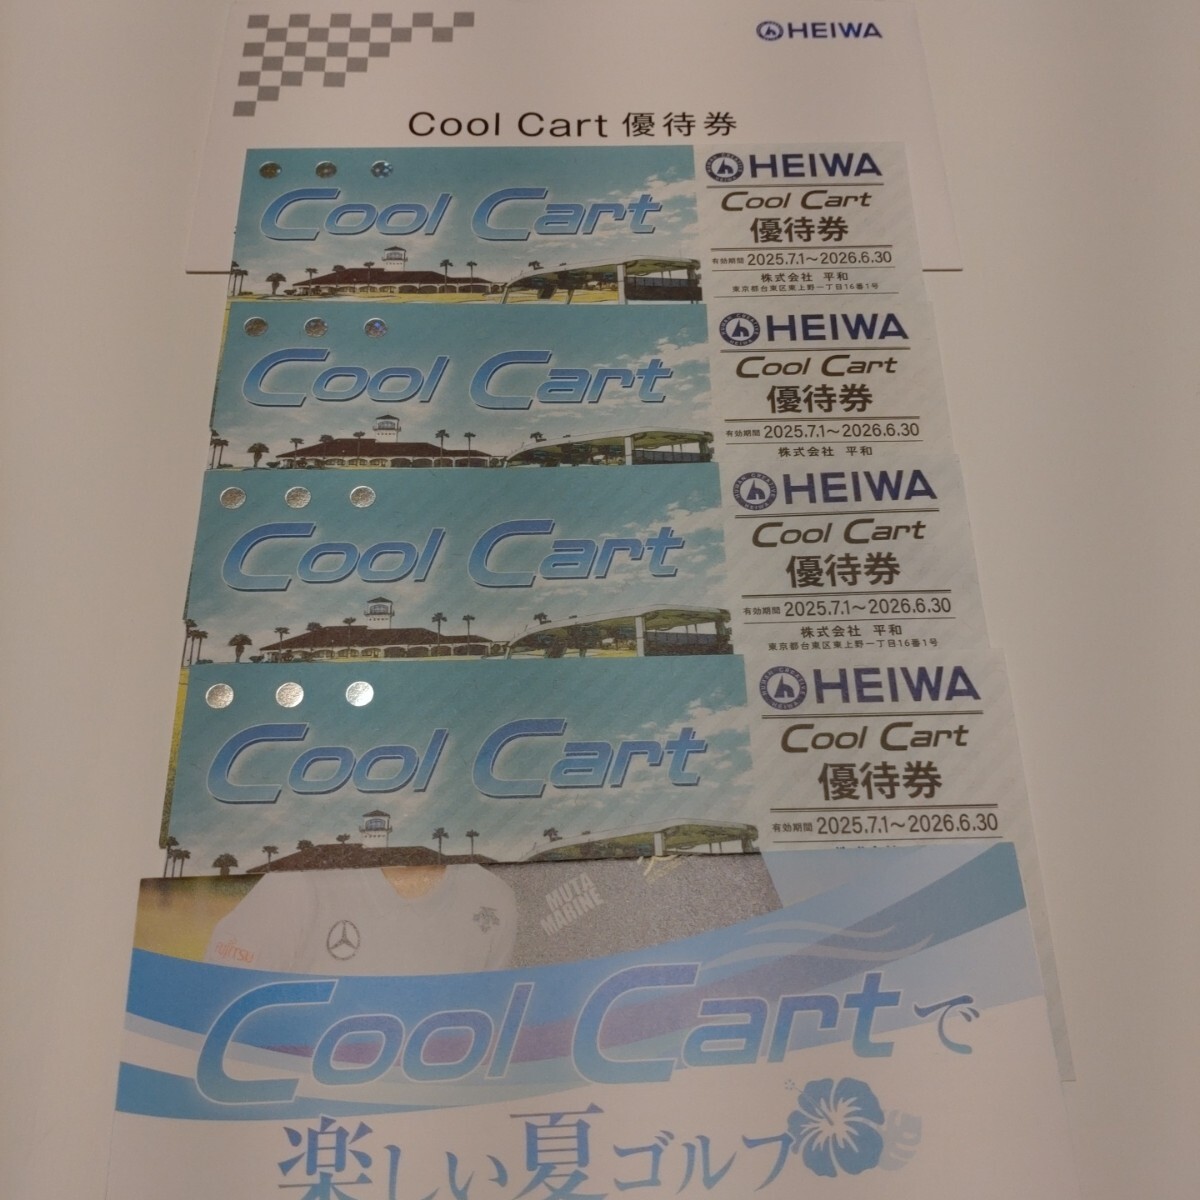 HEIWA
Cool Cart 優待券
Cool Cart
HEIWA
Cool Cart
優待券
有効期間 2025.7.1～2026.6.30
株式会社 平和
東京都台東区東上野一丁目16番1号
Cool Cart
HEIWA
Cool Cart
優待券
有効期間 2025.7.1～2026.6.30
株式会社 平和
Cool Cart
HEIWA
Cool Cart
優待券
有効期間 2025.7.1～2026.6.30
株式会社 平和
東京都台東区東上野一丁目16番1号
Cool Cart
HEIWA
Cool Cart
優待券
有効期間 2025.7.1～2026.6.30
MUTA
MARINE
Cool Cartで
楽しい夏ゴルフ